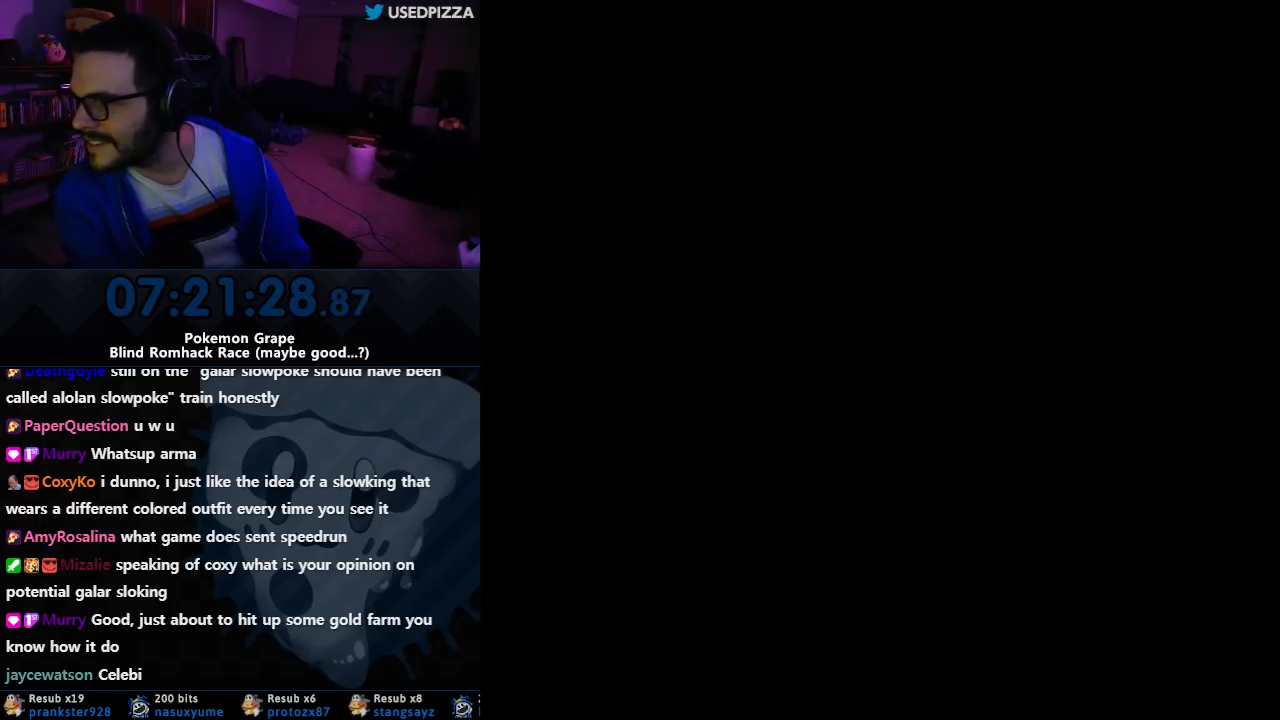 USEDPIZZA
07:21:28.87
Pokemon Grape
Blind Romhack Race (maybe good...?)
Deathgoyle still on the "galar slowpoke should have been
called alolan slowpoke" train honestly
PaperQuestion u w u
Murry Whatsup arma
CoxyKo i dunno, i just like the idea of a slowking that
wears a different colored outfit every time you see it
AmyRosalina what game does sent speedrun
Mizalie speaking of coxy what is your opinion on
potential galar sloking
Murry Good, just about to hit up some gold farm you
know how it do
jaycewatson Celebi
Resub x19 200 bits Resub x6 Resub x8
prankster928 nasuxyume protozx87 stangsayz